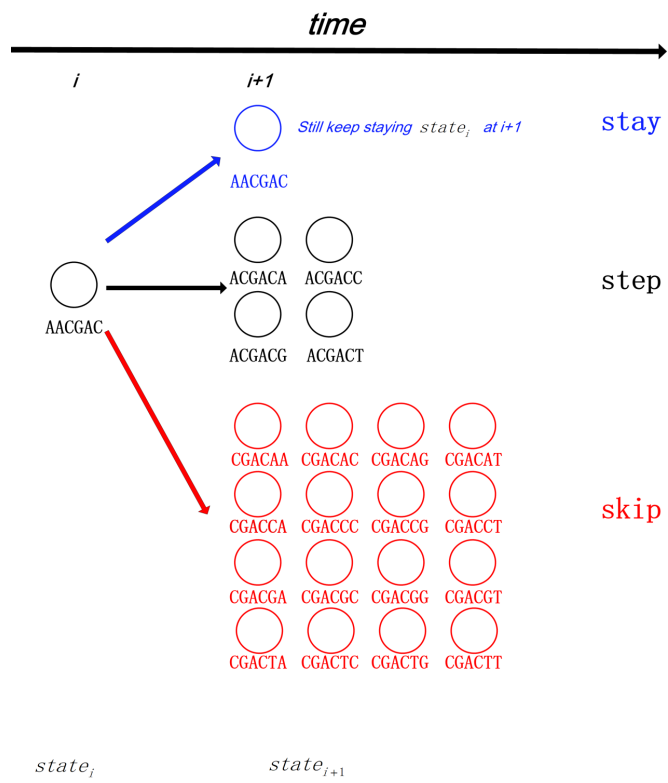 time
i i+1
Still keep staying state_i at i+1 stay
AACGAC
ACGACA ACGACC step
AACGAC
ACGACG ACGACT
CGACAA CGACAC CGACAG CGACAT
CGACCA CGACCC CGACCG CGACCT skip
CGACGA CGACGC CGACGG CGACGT
CGACTA CGACTC CGACTG CGACTT
state_i state_{i+1}